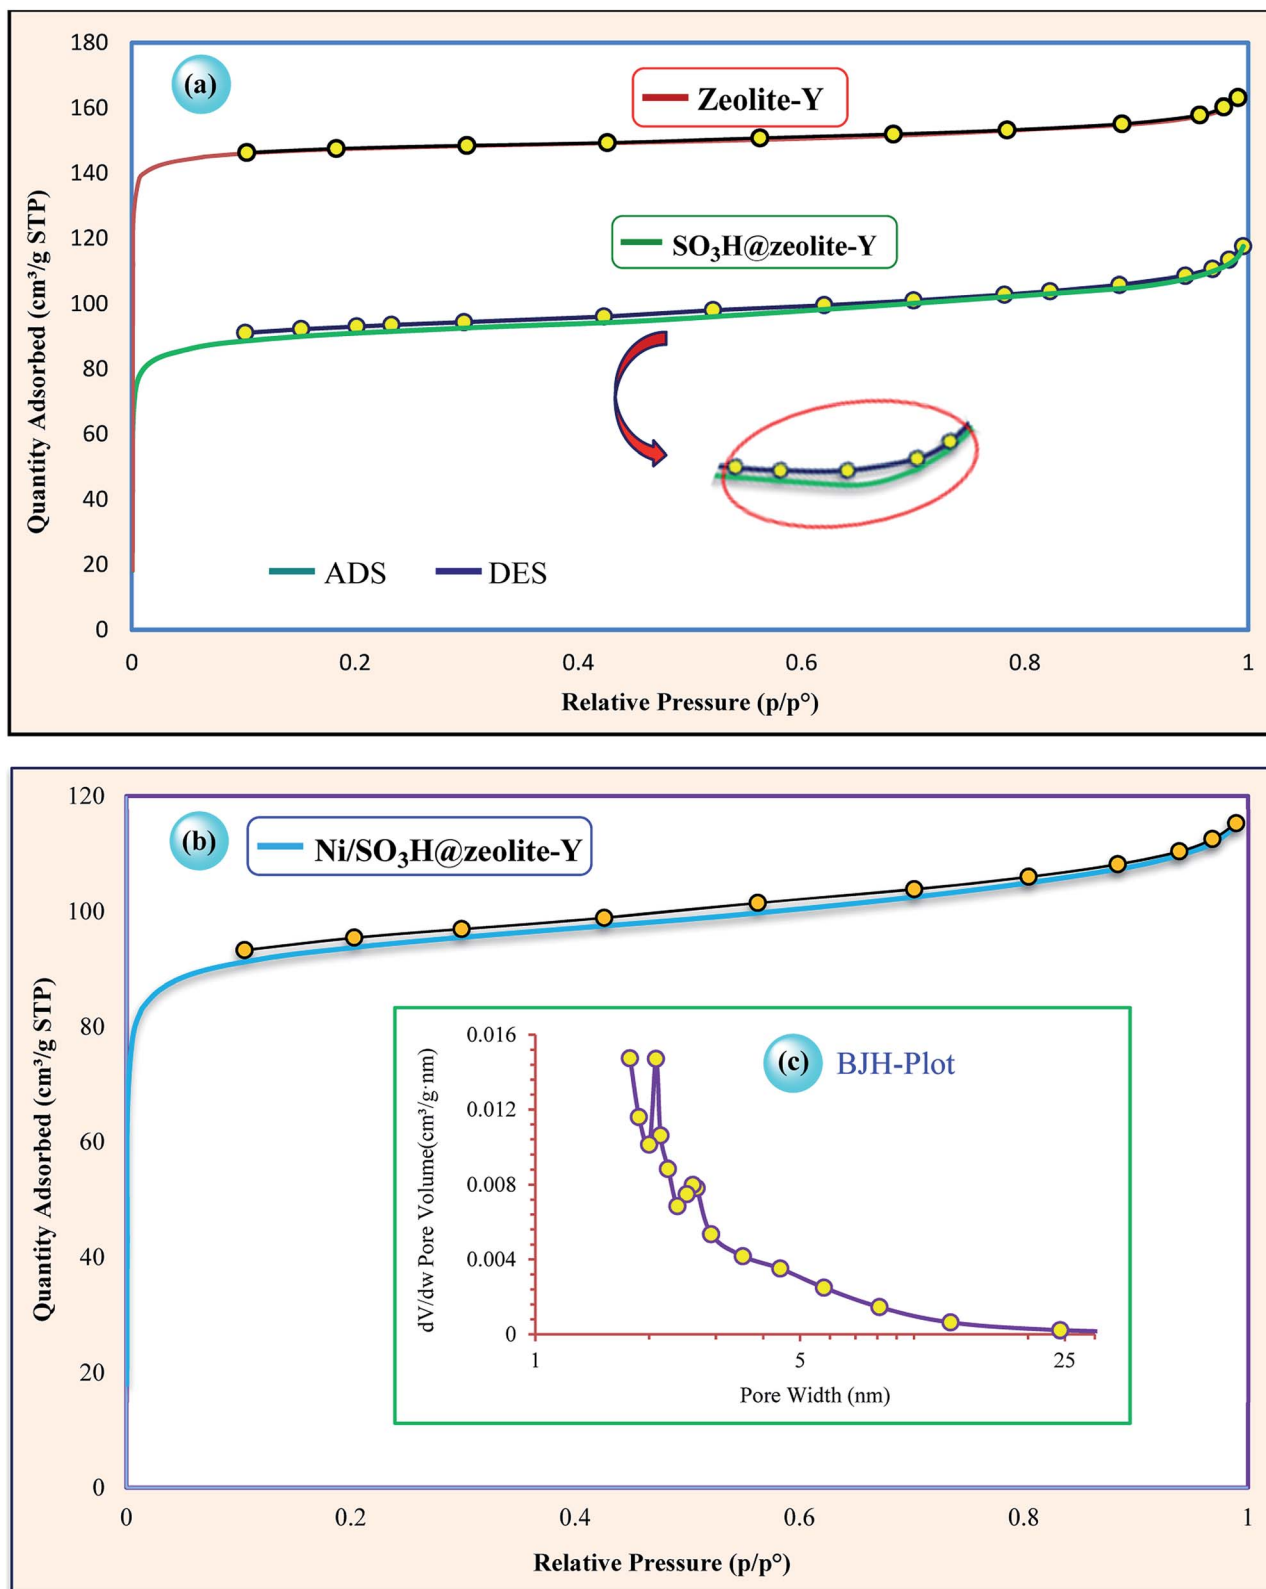 (a)
Zeolite-Y
SO₃H@zeolite-Y
ADS DES
Quantity Adsorbed (cm³/g STP)
180
160
140
120
100
80
60
40
20
0
0 0.2 0.4 0.6 0.8 1
Relative Pressure (p/p°)
(b)
Ni/SO₃H@zeolite-Y
Quantity Adsorbed (cm³/g STP)
120
100
80
60
40
20
0
(c) BJH-Plot
dV/dw Pore Volume(cm³/g·nm)
0.016
0.012
0.008
0.004
0
1 5 25
Pore Width (nm)
0 0.2 0.4 0.6 0.8 1
Relative Pressure (p/p°)